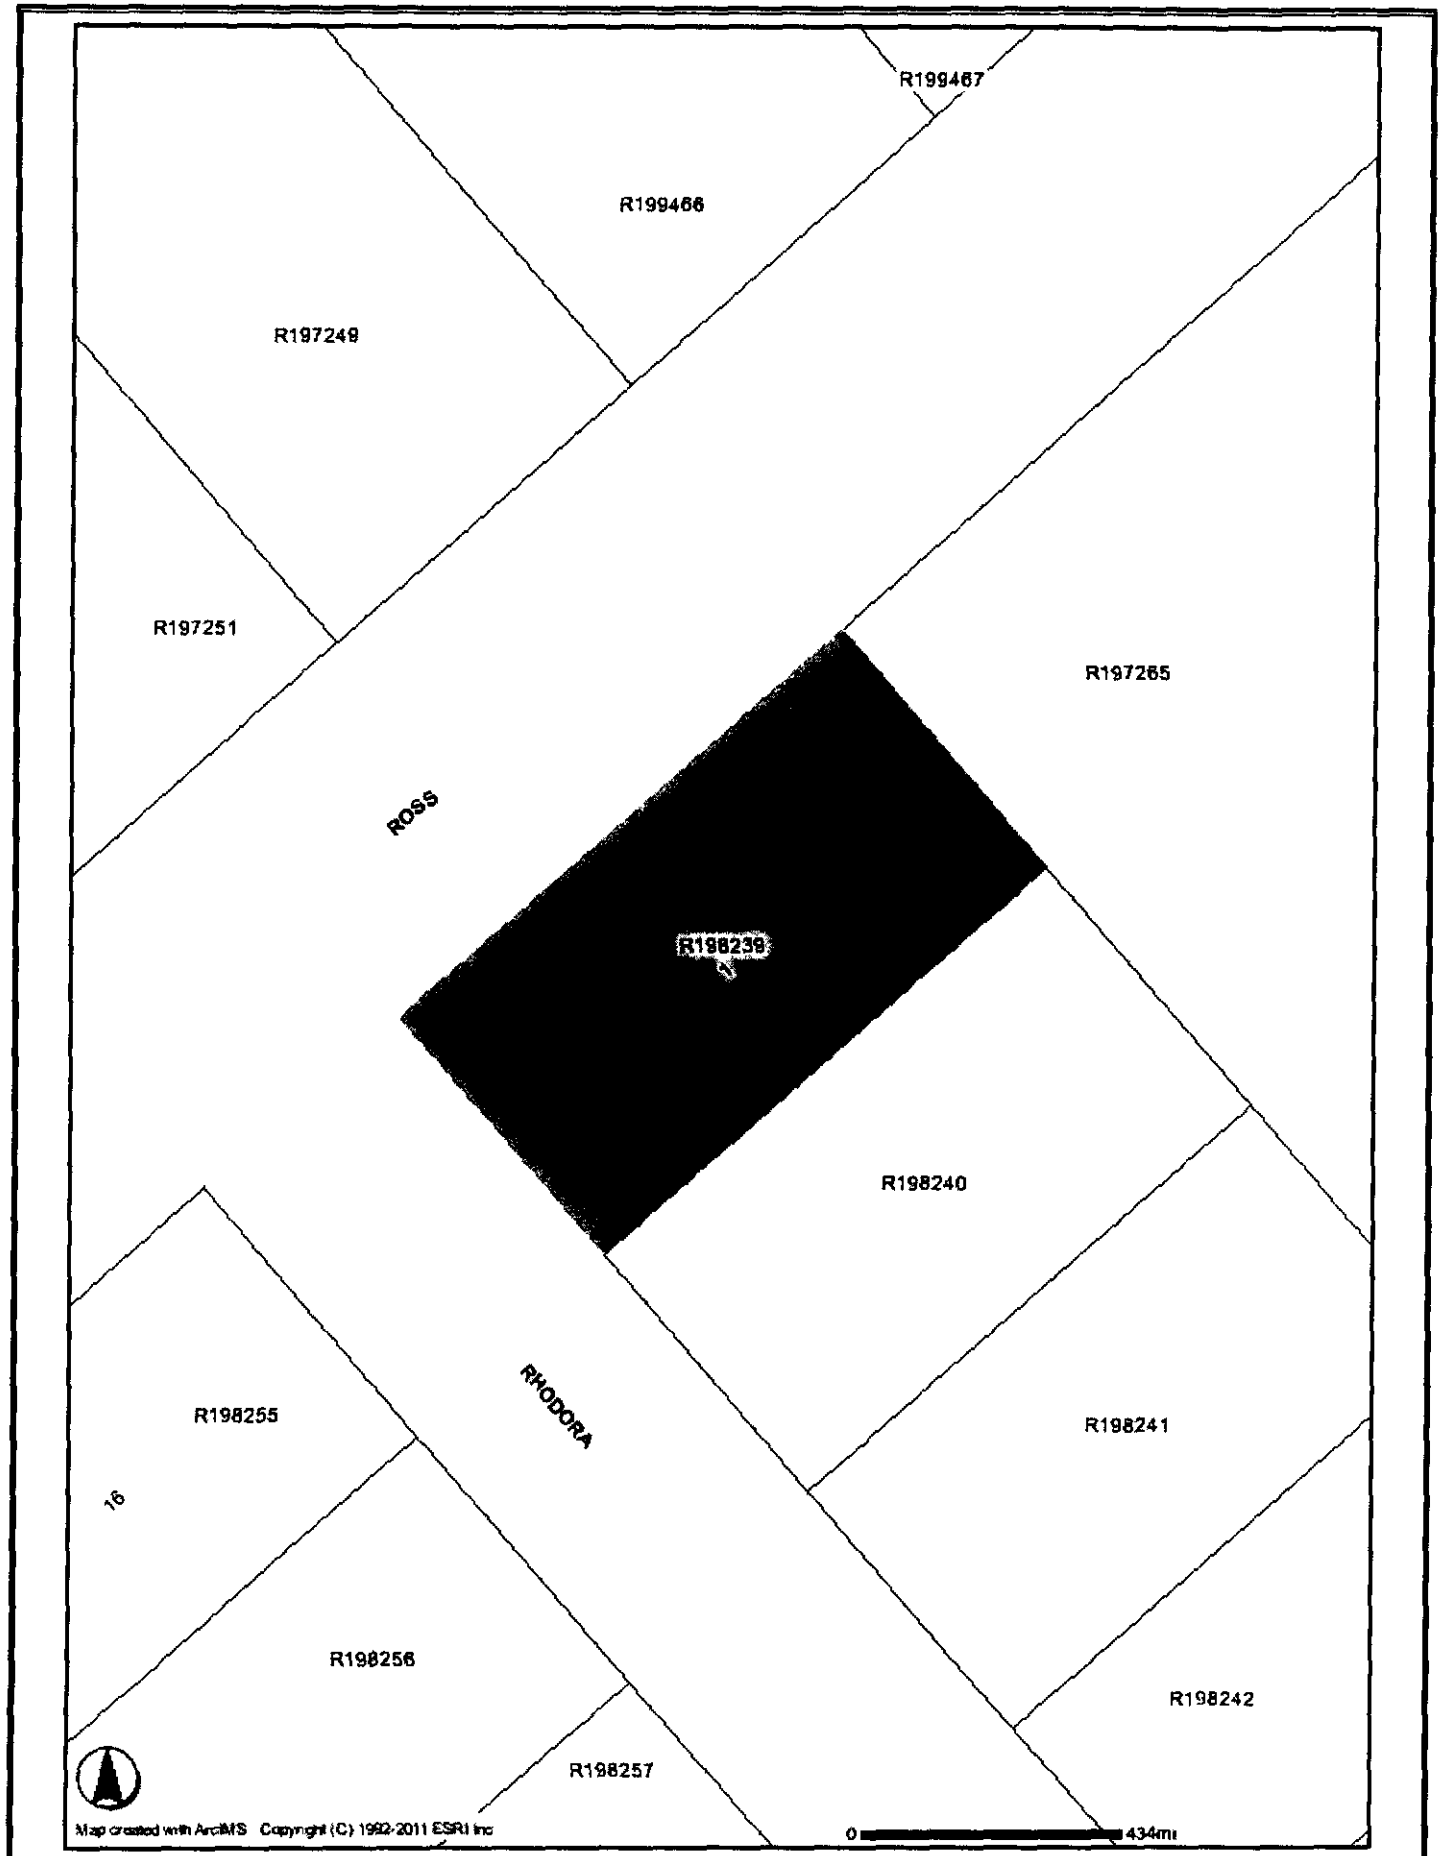 R199467
R199466
R197249
R197251
R197265
ROSS
R198239
1
R198240
RHODORA
R198255
R198241
16
R198256
R198242
R198257
Map created with ArcIMS Copyright (C) 1992-2011 ESRI Inc
0 434mi